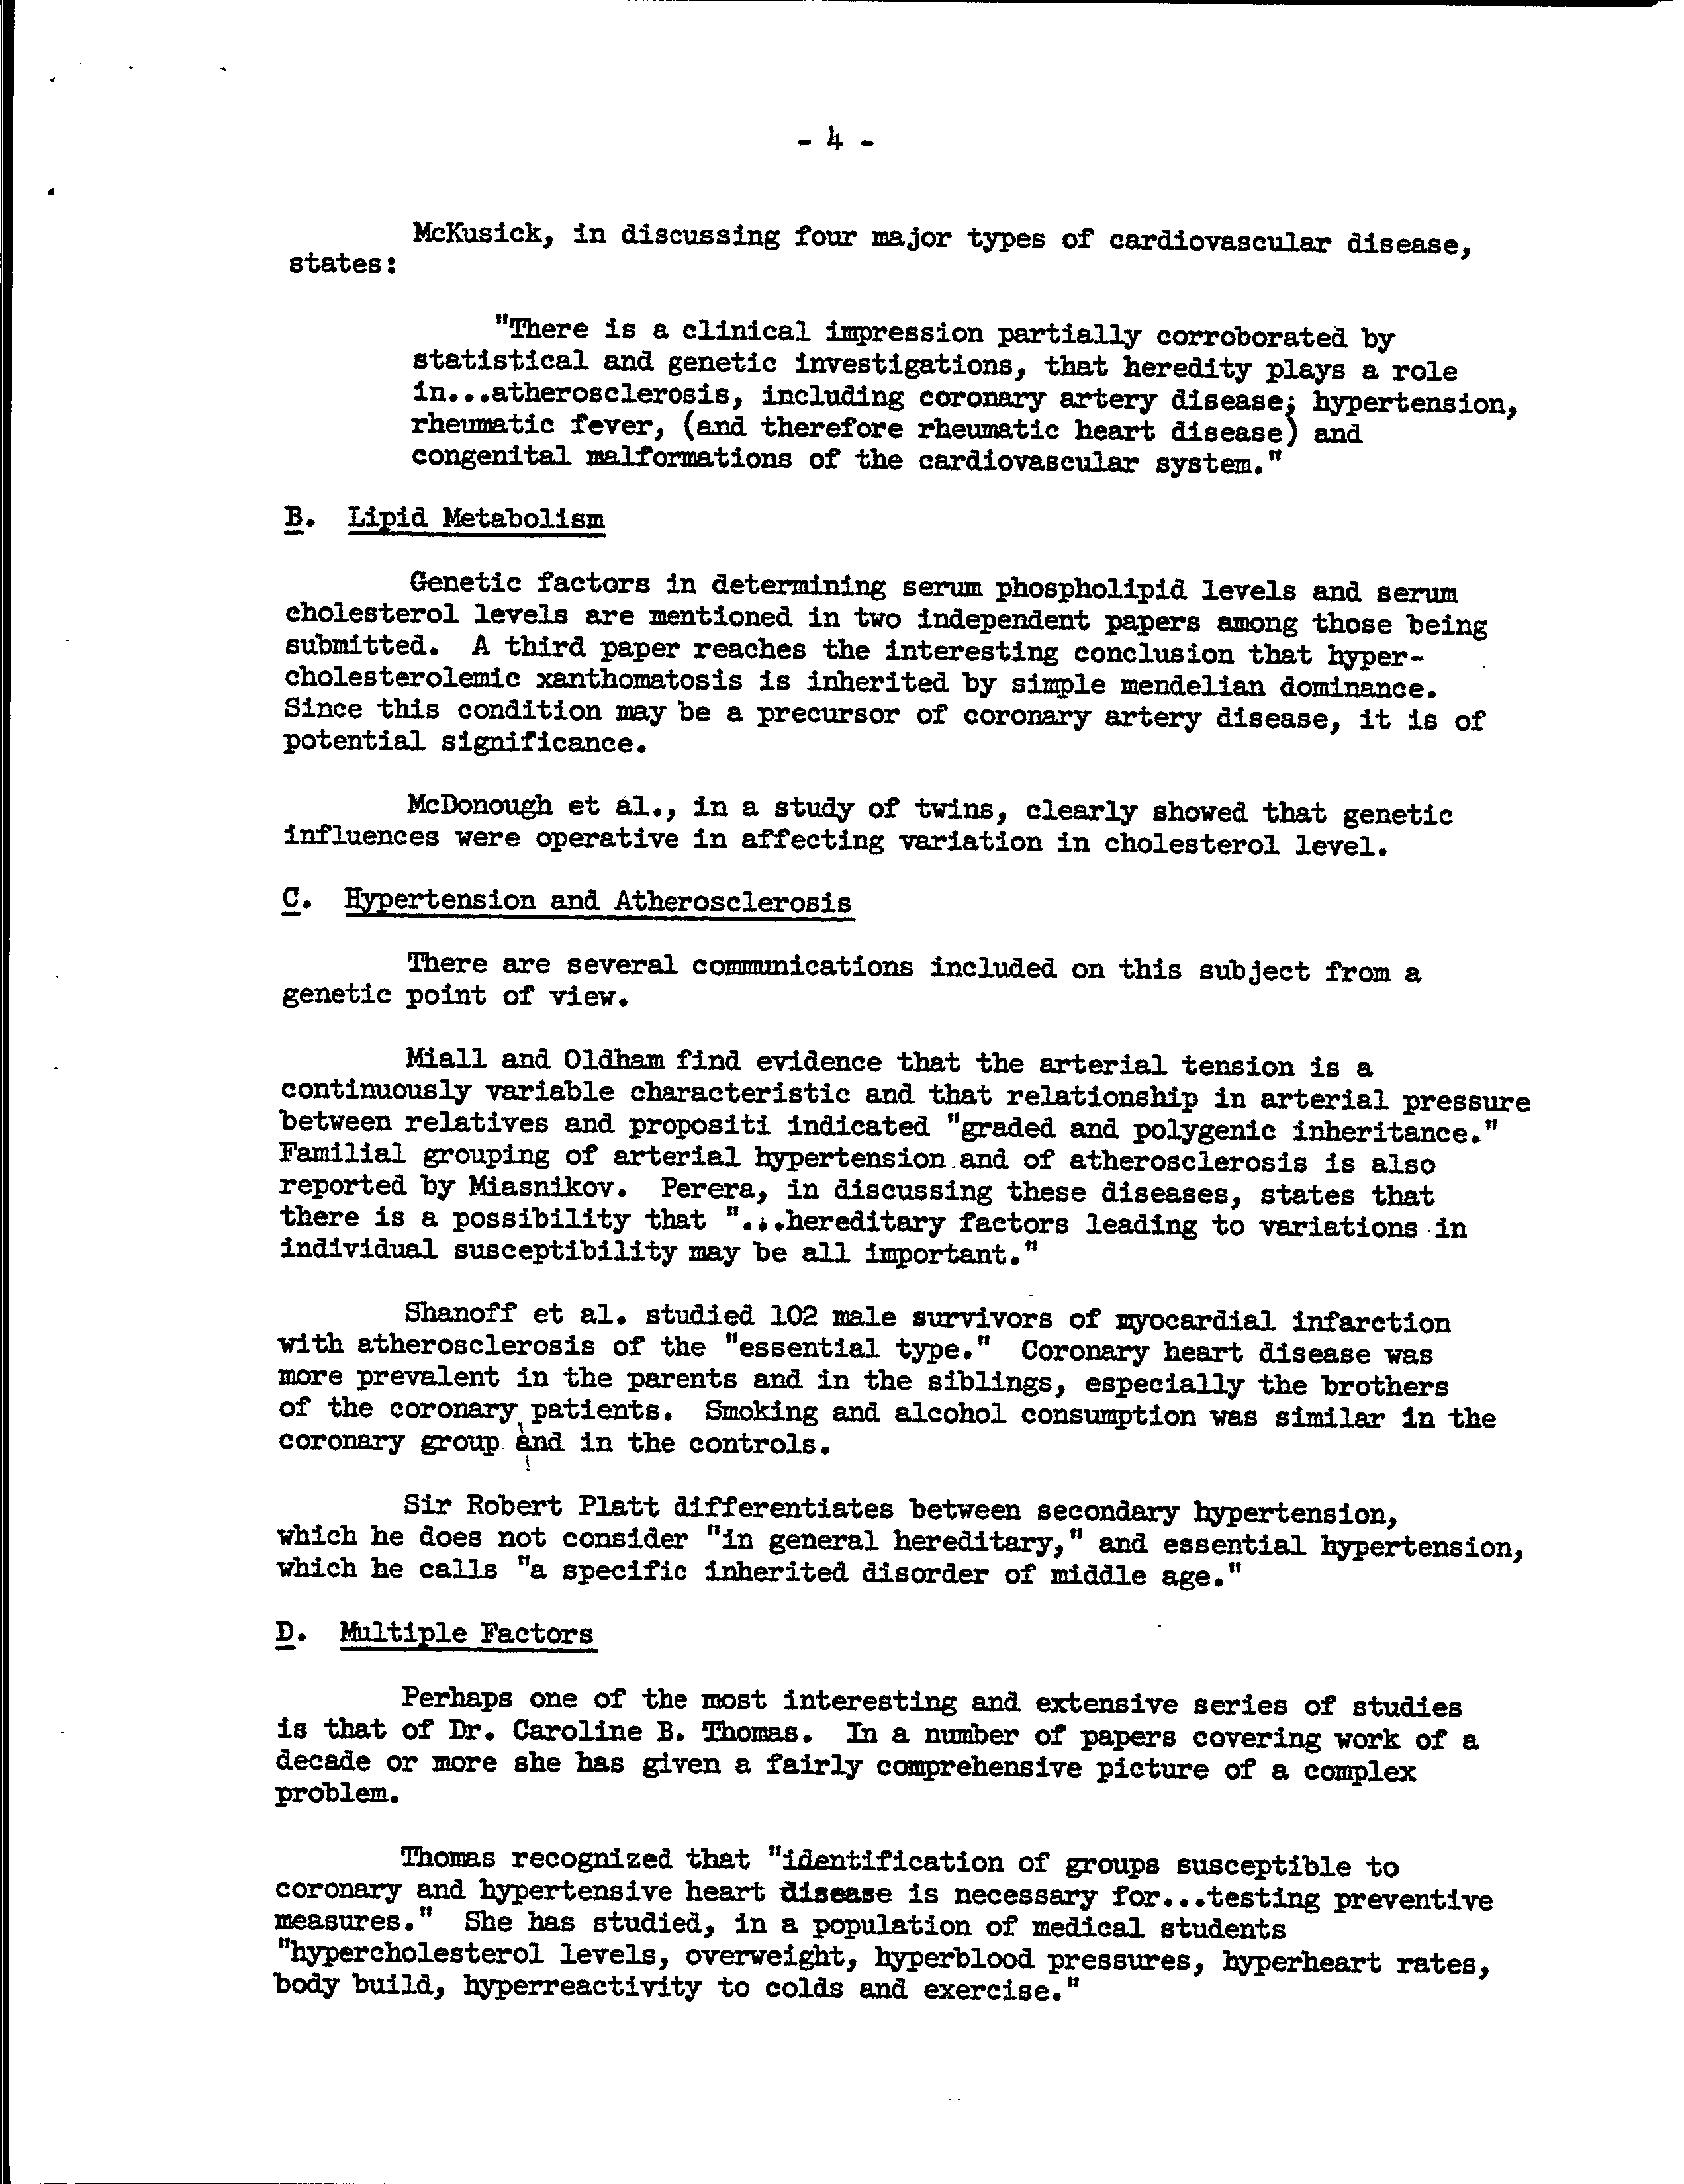 - 4 -
McKusick, in discussing four major types of cardiovascular disease,
states:
"There is a clinical impression partially corroborated by
statistical and genetic investigations, that heredity plays a role
in...atherosclerosis, including coronary artery disease; hypertension,
rheumatic fever, (and therefore rheumatic heart disease) and
congenital malformations of the cardiovascular system."
B. Lipid Metabolism
Genetic factors in determining serum phospholipid levels and serum
cholesterol levels are mentioned in two independent papers among those being
submitted. A third paper reaches the interesting conclusion that hyper-
cholesterolemic xanthomatosis is inherited by simple mendelian dominance.
Since this condition may be a precursor of coronary artery disease, it is of
potential significance.
McDonough et al., in a study of twins, clearly showed that genetic
influences were operative in affecting variation in cholesterol level.
C. Hypertension and Atherosclerosis
There are several communications included on this subject from a
genetic point of view.
Miall and Oldham find evidence that the arterial tension is a
continuously variable characteristic and that relationship in arterial pressure
between relatives and propositi indicated "graded and polygenic inheritance."
Familial grouping of arterial hypertension and of atherosclerosis is also
reported by Miasnikov. Perera, in discussing these diseases, states that
there is a possibility that "...hereditary factors leading to variations in
individual susceptibility may be all important."
Shanoff et al. studied 102 male survivors of myocardial infarction
with atherosclerosis of the "essential type." Coronary heart disease was
more prevalent in the parents and in the siblings, especially the brothers
of the coronary patients. Smoking and alcohol consumption was similar in the
coronary group and in the controls.
Sir Robert Platt differentiates between secondary hypertension,
which he does not consider "in general hereditary," and essential hypertension,
which he calls "a specific inherited disorder of middle age."
D. Multiple Factors
Perhaps one of the most interesting and extensive series of studies
is that of Dr. Caroline B. Thomas. In a number of papers covering work of a
decade or more she has given a fairly comprehensive picture of a complex
problem.
Thomas recognized that "identification of groups susceptible to
coronary and hypertensive heart disease is necessary for...testing preventive
measures." She has studied, in a population of medical students
"hypercholesterol levels, overweight, hyperblood pressures, hyperheart rates,
body build, hyperreactivity to colds and exercise."